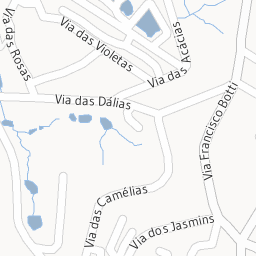 Via das Rosas
Via das Violetas
Via das Acácias
Via das Dálias
Via Francisco Botti
Via das Camélias
Via dos Jasmins